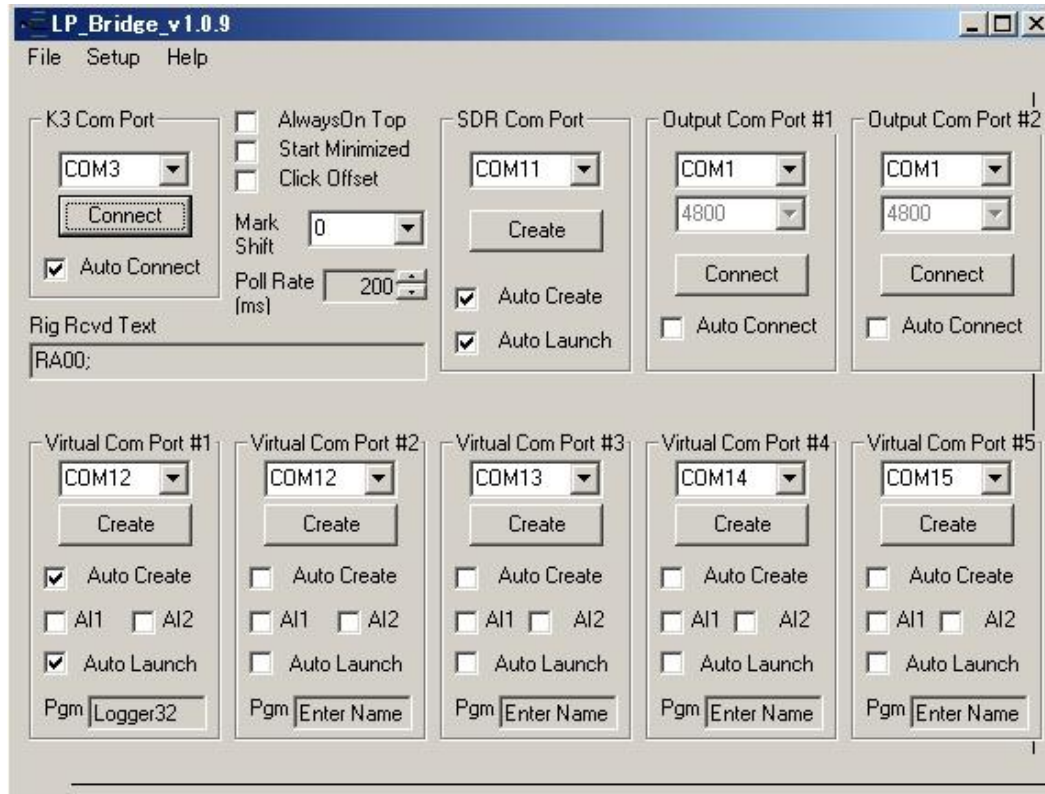 LP_Bridge_v1.0.9
File Setup Help
K3 Com Port
COM3
Connect
Auto Connect
AlwaysOn Top
Start Minimized
Click Offset
Mark Shift
0
Poll Rate (ms)
200
Rig Rcvd Text
RA00;
SDR Com Port
COM11
Create
Auto Create
Auto Launch
Output Com Port #1
COM1
4800
Connect
Auto Connect
Output Com Port #2
COM1
4800
Connect
Auto Connect
Virtual Com Port #1
COM12
Create
Auto Create
AI1 AI2
Auto Launch
Pgm Logger32
Virtual Com Port #2
COM12
Create
Auto Create
AI1 AI2
Auto Launch
Pgm Enter Name
Virtual Com Port #3
COM13
Create
Auto Create
AI1 AI2
Auto Launch
Pgm Enter Name
Virtual Com Port #4
COM14
Create
Auto Create
AI1 AI2
Auto Launch
Pgm Enter Name
Virtual Com Port #5
COM15
Create
Auto Create
AI1 AI2
Auto Launch
Pgm Enter Name